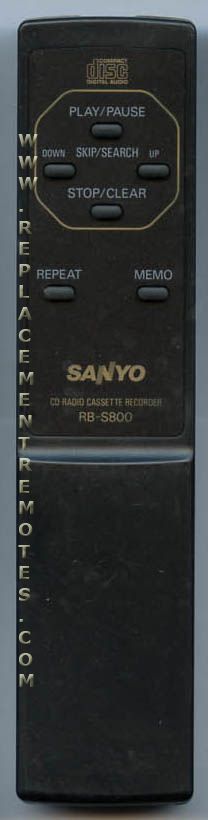 COMPACT
disc
DIGITAL AUDIO
PLAY/PAUSE
DOWN SKIP/SEARCH UP
STOP/CLEAR
REPEAT MEMO
SANYO
CD RADIO CASSETTE RECORDER
RB-S800
WWW.REPLACEMENTREMOTES.COM